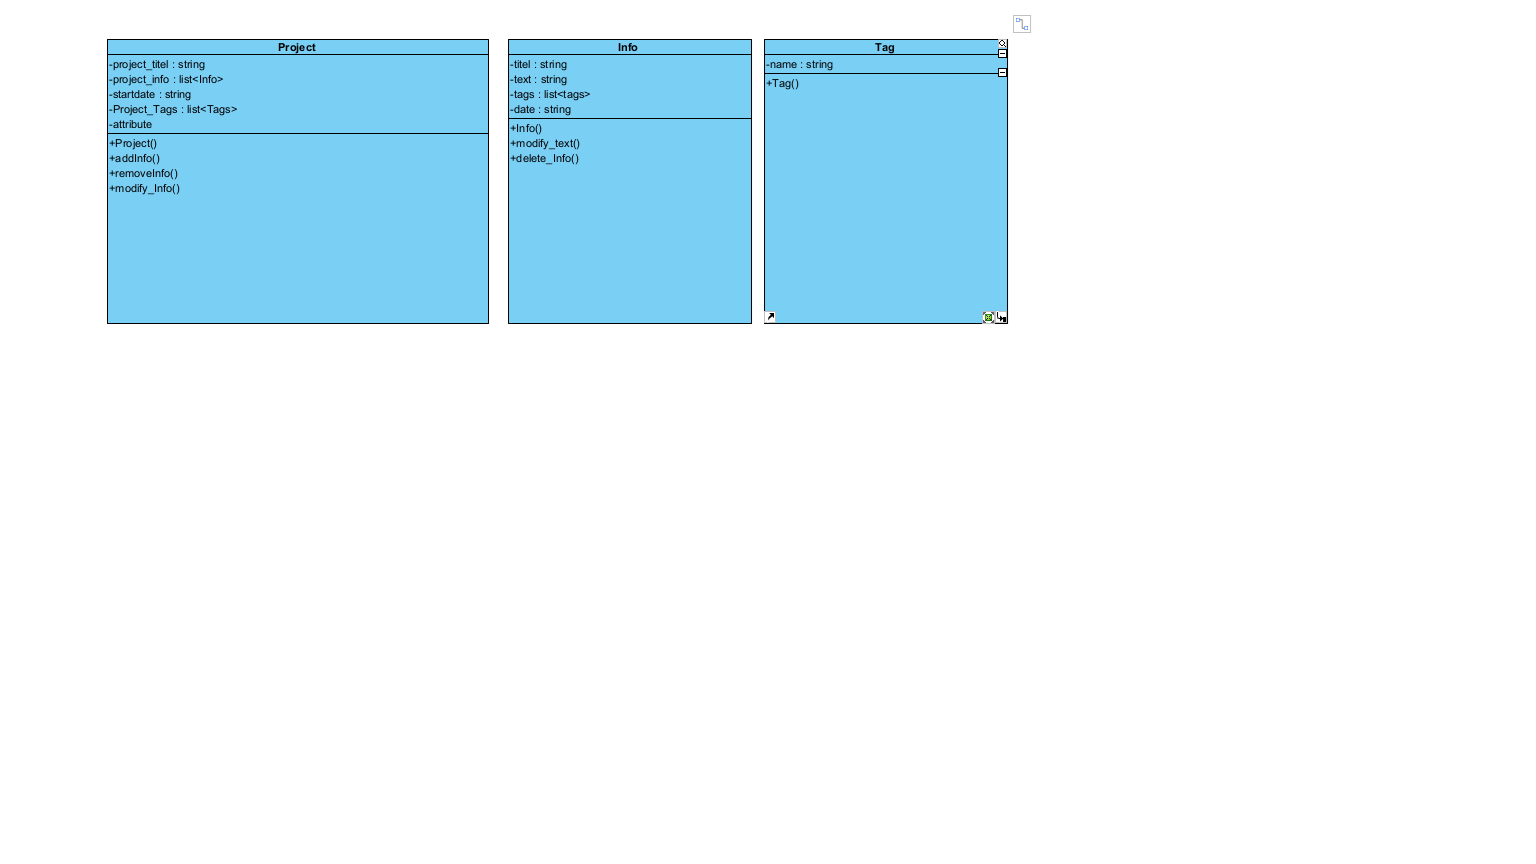 Project
-project_titel : string
-project_info : list<Info>
-startdate : string
-Project_Tags : list<Tags>
-attribute
+Project()
+addInfo()
+removeInfo()
+modify_Info()
Info
-titel : string
-text : string
-tags : list<tags>
-date : string
+Info()
+modify_text()
+delete_Info()
Tag
-name : string
+Tag()